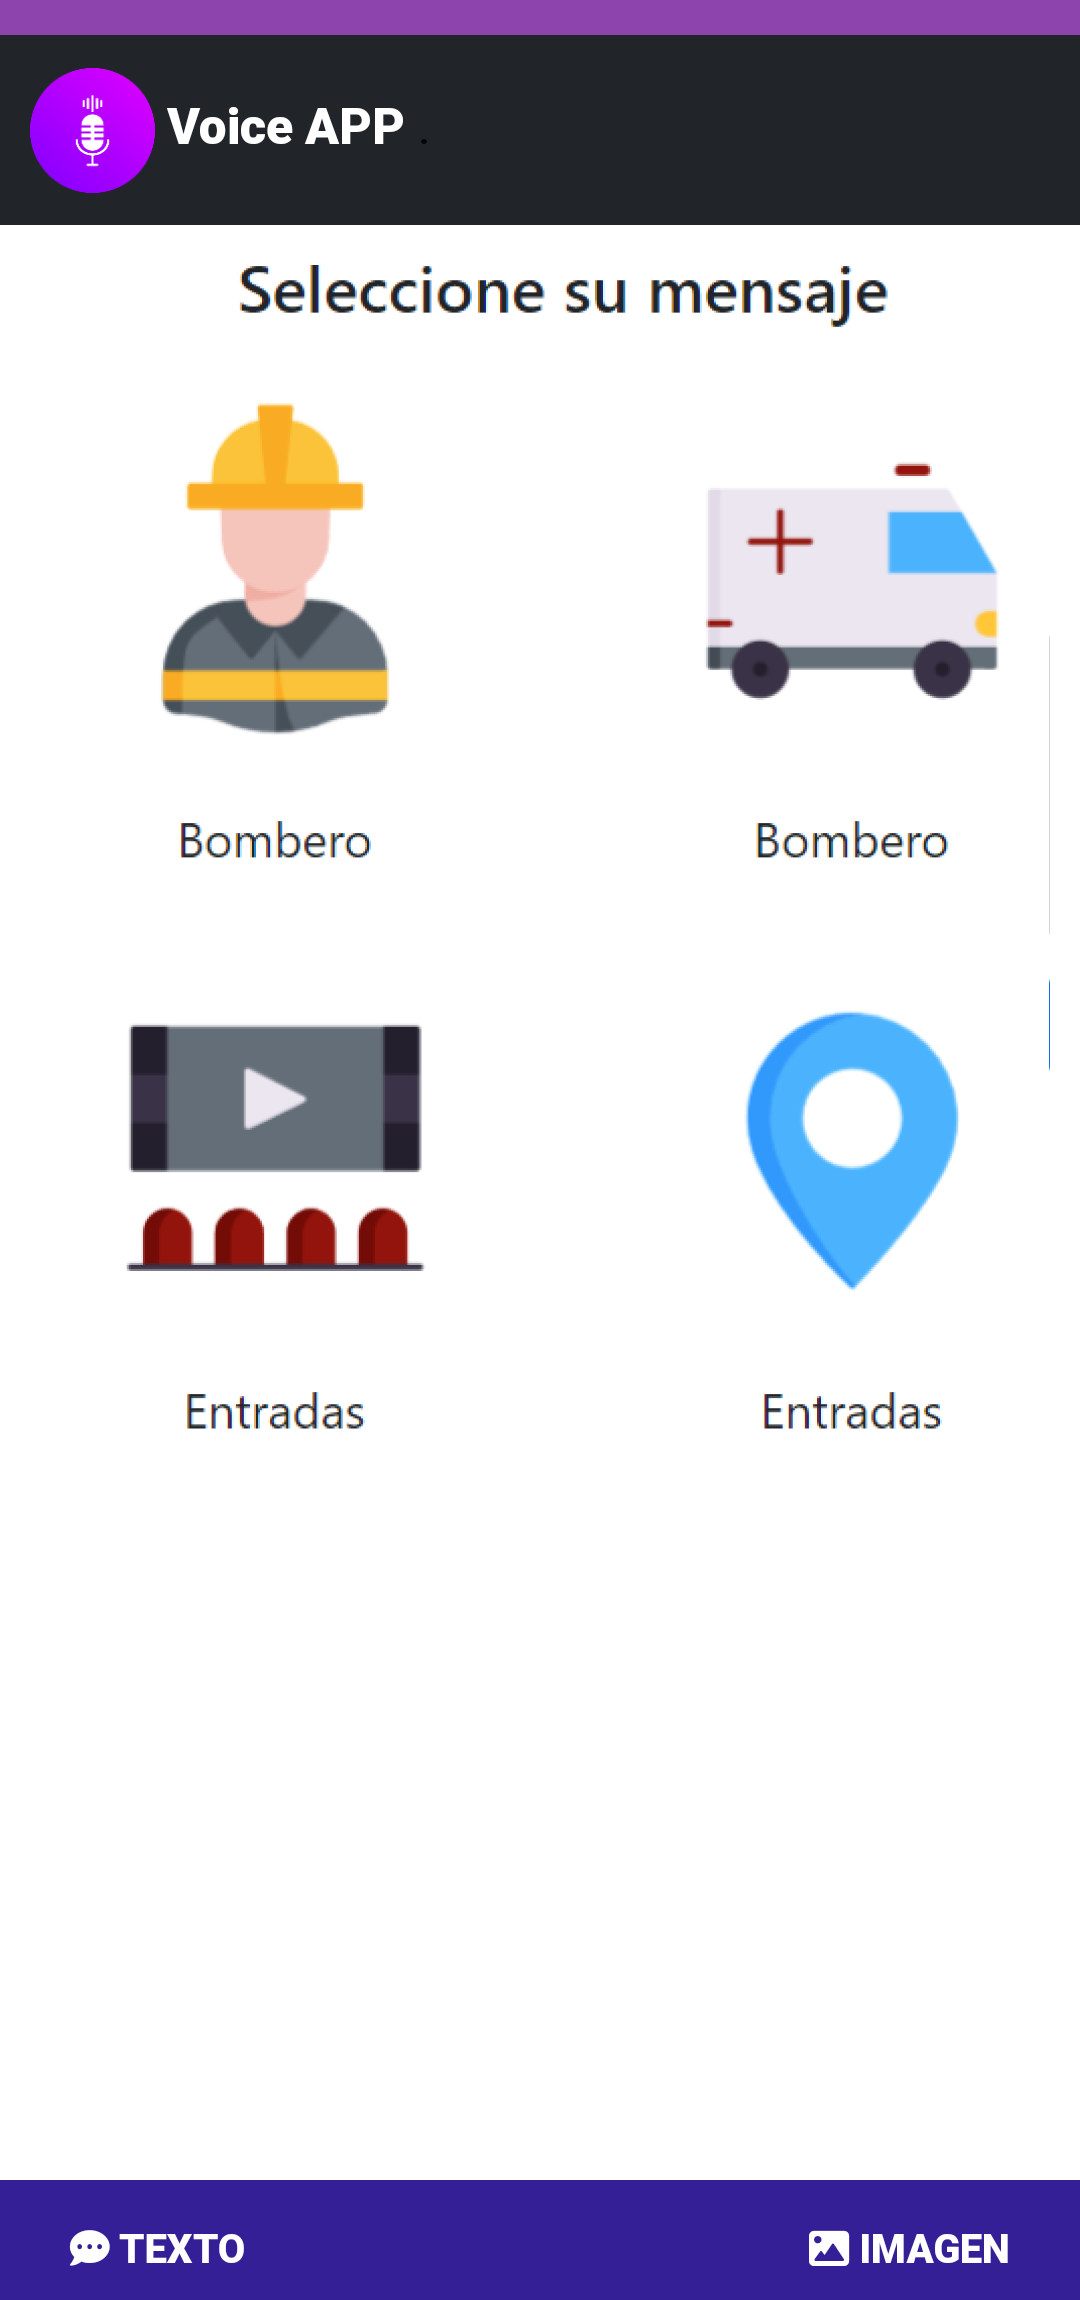 Voice APP .
Seleccione su mensaje
Bombero Bombero
Entradas Entradas
TEXTO IMAGEN